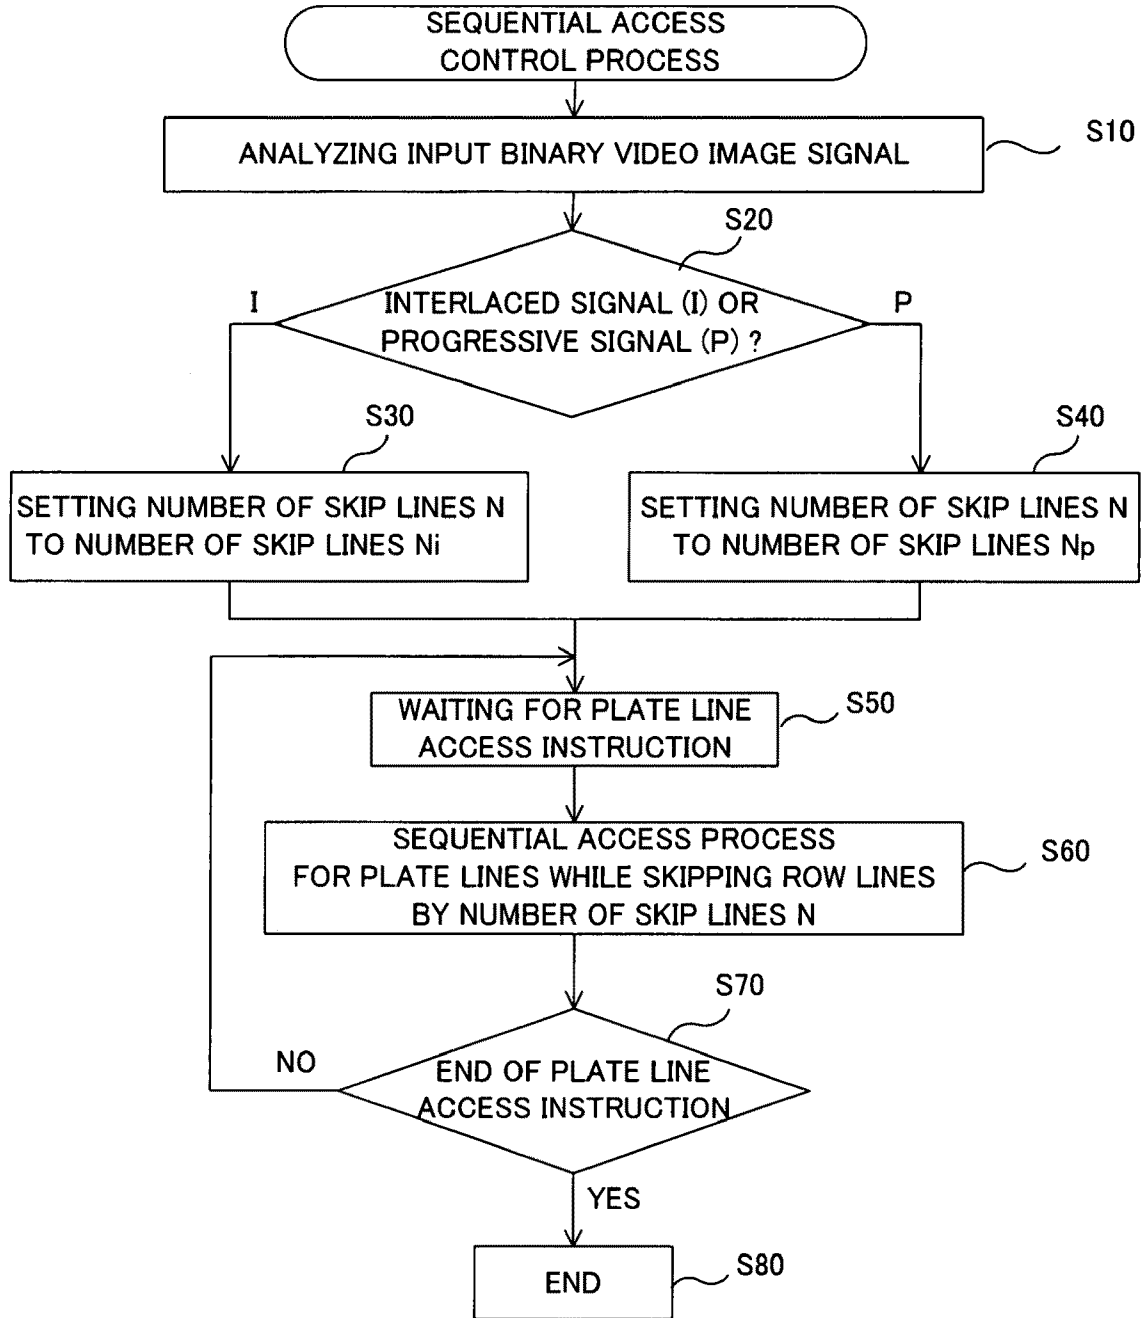 SEQUENTIAL ACCESS
CONTROL PROCESS
ANALYZING INPUT BINARY VIDEO IMAGE SIGNAL
S10
S20
INTERLACED SIGNAL (I) OR
PROGRESSIVE SIGNAL (P) ?
I
P
S30
SETTING NUMBER OF SKIP LINES N
TO NUMBER OF SKIP LINES Ni
S40
SETTING NUMBER OF SKIP LINES N
TO NUMBER OF SKIP LINES Np
WAITING FOR PLATE LINE
ACCESS INSTRUCTION
S50
SEQUENTIAL ACCESS PROCESS
FOR PLATE LINES WHILE SKIPPING ROW LINES
BY NUMBER OF SKIP LINES N
S60
S70
END OF PLATE LINE
ACCESS INSTRUCTION
NO
YES
END
S80